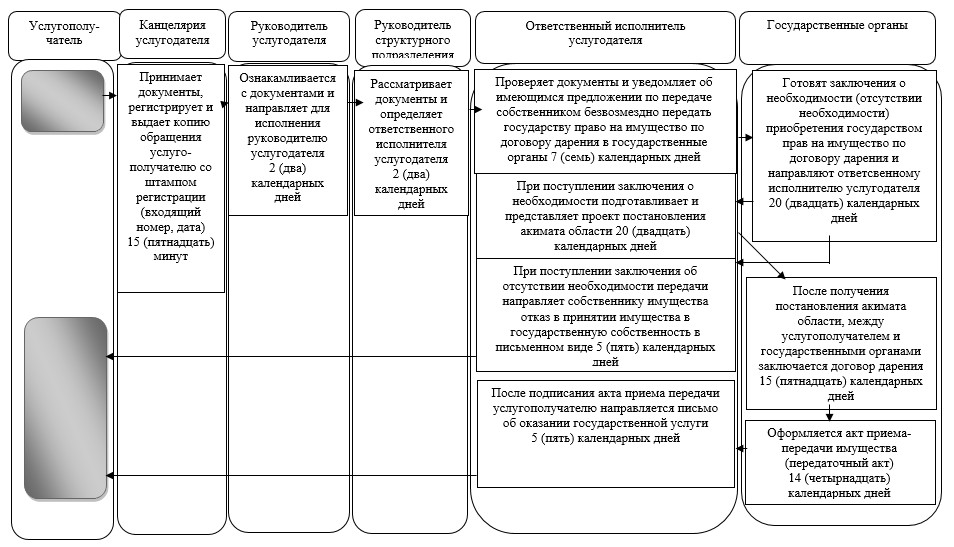 Услугополу-
чатель
Канцелярия
услугодателя
Руководитель
услугодателя
Руководитель
структурного
подразделения
Ответственный исполнитель
услугодателя
Государственные органы
Принимает
документы,
регистрирует и
выдает копию
обращения
услуго-
получателю со
штампом
регистрации
(входящий
номер, дата)
15 (пятнадцать)
минут
Ознакамливается
с документами и
направляет для
исполнения
руководителю
услугодателя
2 (два)
календарных
дней
Рассматривает
документы и
определяет
ответственного
исполнителя
услугодателя
2 (два)
календарных
дней
Проверяет документы и уведомляет об
имеющимся предложении по передаче
собственником безвозмездно передать
государству право на имущество по
договору дарения в государственные
органы 7 (семь) календарных дней
При поступлении заключения о
необходимости подготавливает и
представляет проект постановления
акимата области 20 (двадцать)
календарных дней
При поступлении заключения об
отсутствии необходимости передачи
направляет собственнику имущества
отказ в принятии имущества в
государственную собственность в
письменном виде 5 (пять) календарных
дней
После подписания акта приема передачи
услугополучателю направляется письмо
об оказании государственной услуги
5 (пять) календарных дней
Готовят заключения о
необходимости (отсутствии
необходимости)
приобретения государством
прав на имущество по
договору дарения и
направляют ответсвенному
исполнителю услугодателя
20 (двадцать) календарных
дней
После получения
постановления акимата
области, между
услугополучателем и
государственными органами
заключается договор дарения
15 (пятнадцать) календарных
дней
Оформляется акт приема-
передачи имущества
(передаточный акт)
14 (четырнадцать)
календарных дней